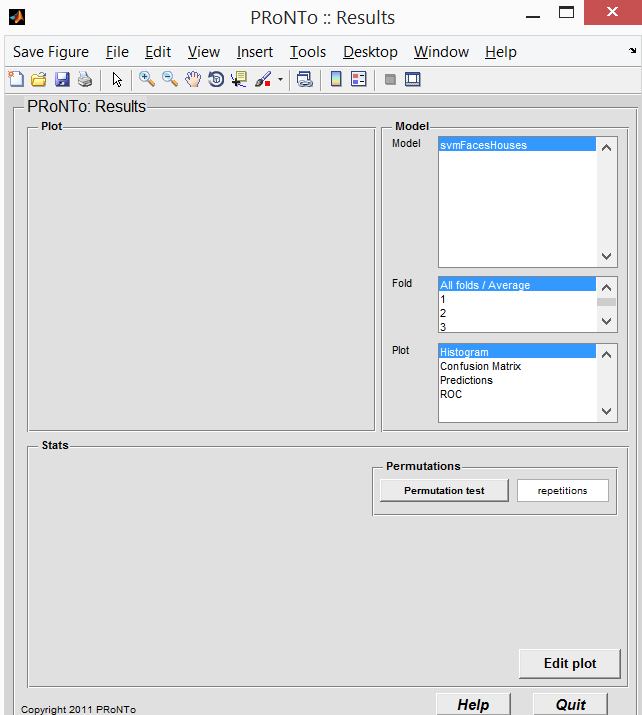 PRoNTo :: Results
Save Figure File Edit View Insert Tools Desktop Window Help
PRoNTo: Results
Plot
Model
Model
svmFacesHouses
Fold
All folds / Average
1
2
3
Plot
Histogram
Confusion Matrix
Predictions
ROC
Stats
Permutations
Permutation test
repetitions
Edit plot
Copyright 2011 PRoNTo
Help
Quit